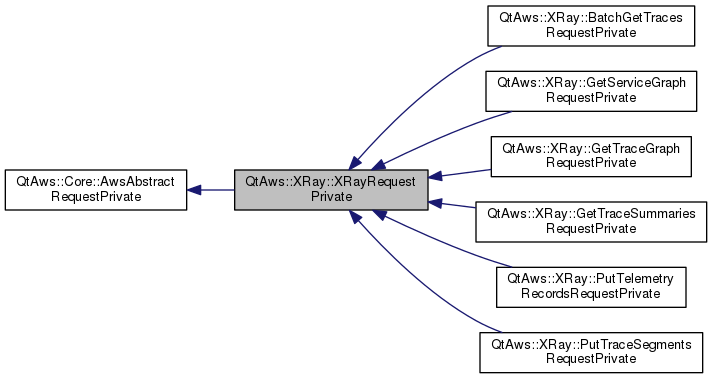 QtAws::Core::AwsAbstract
RequestPrivate
QtAws::XRay::XRayRequest
Private
QtAws::XRay::BatchGetTraces
RequestPrivate
QtAws::XRay::GetServiceGraph
RequestPrivate
QtAws::XRay::GetTraceGraph
RequestPrivate
QtAws::XRay::GetTraceSummaries
RequestPrivate
QtAws::XRay::PutTelemetry
RecordsRequestPrivate
QtAws::XRay::PutTraceSegments
RequestPrivate